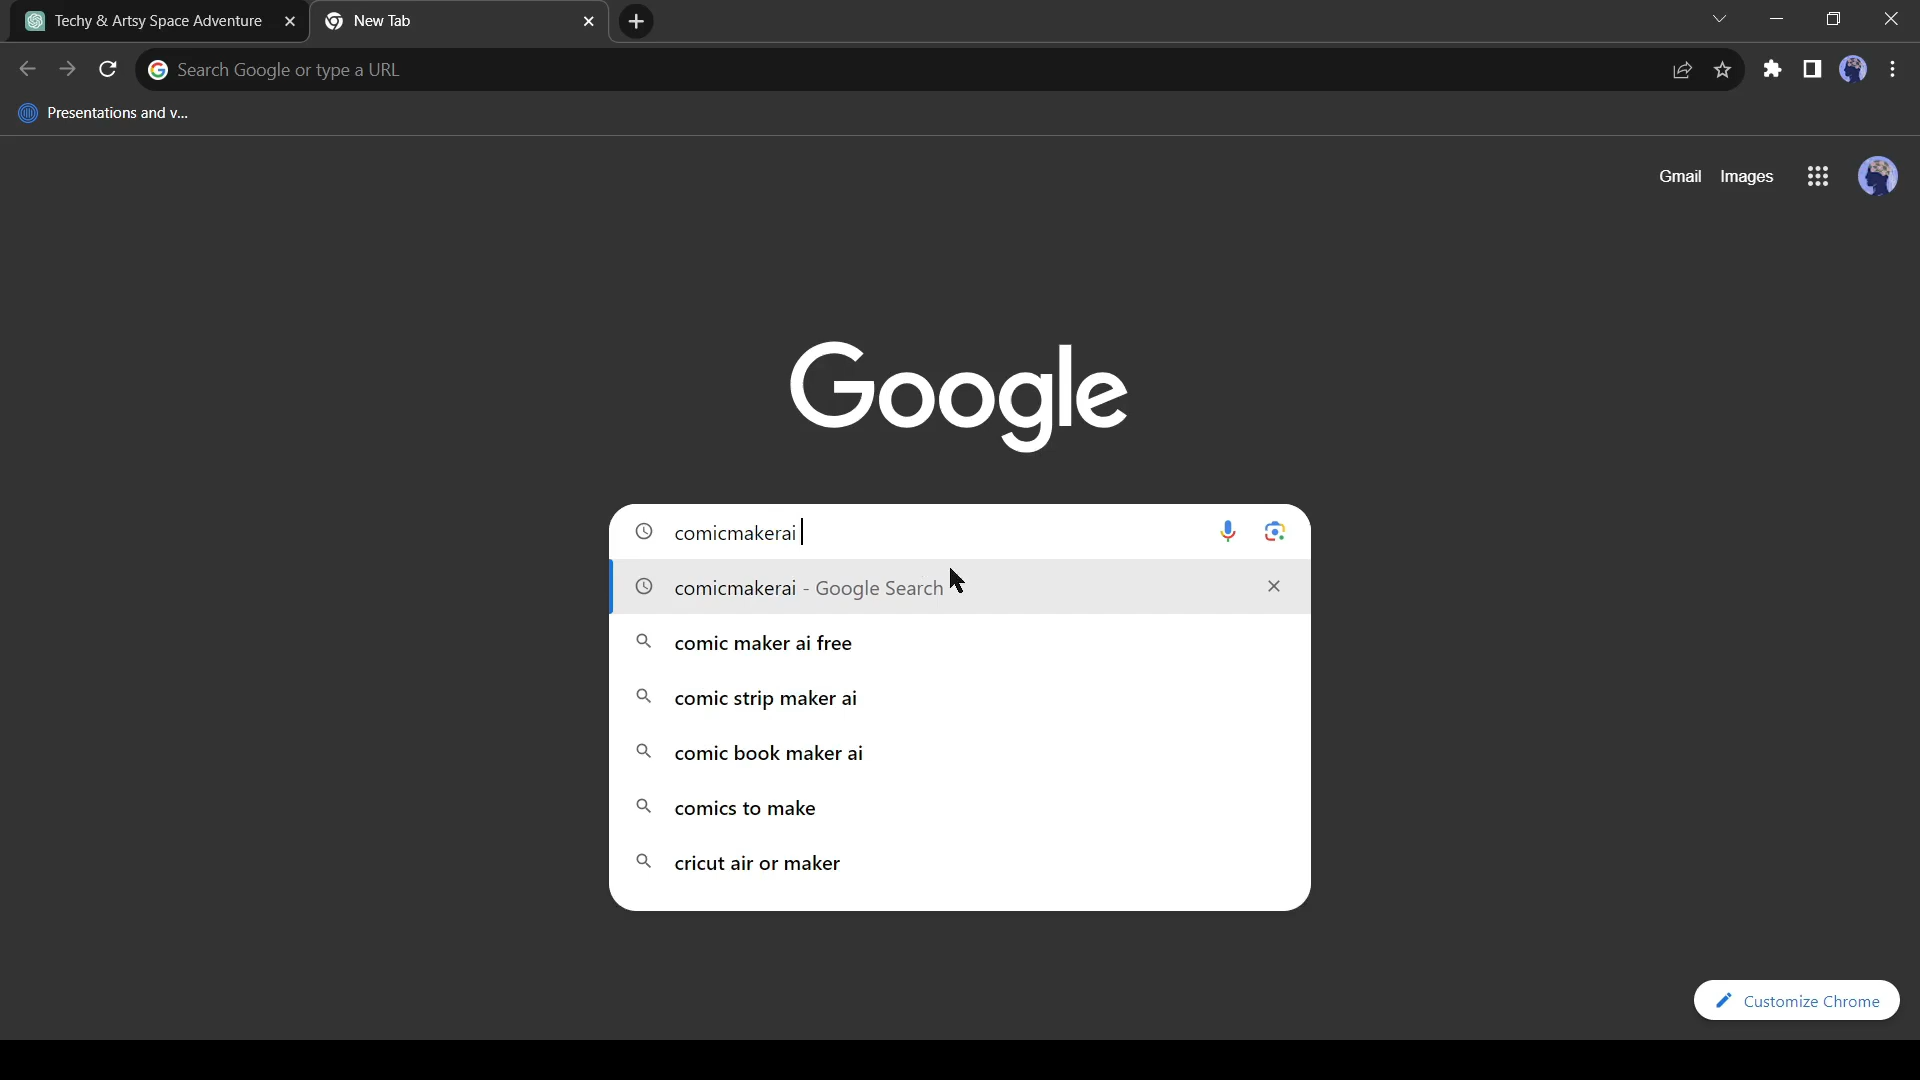 Techy & Artsy Space Adventure
New Tab
Search Google or type a URL
Presentations and v...
Gmail Images
Google
comicmakerai
comicmakerai - Google Search
comic maker ai free
comic strip maker ai
comic book maker ai
comics to make
cricut air or maker
Customize Chrome